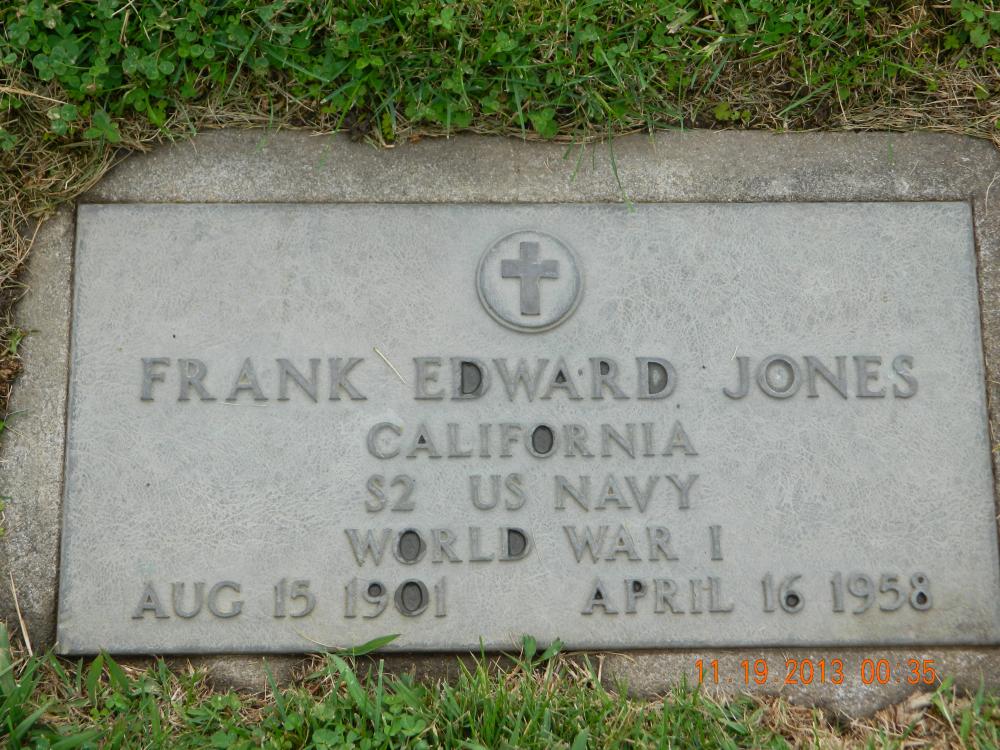 FRANK EDWARD JONES
CALIFORNIA
S2 US NAVY
WORLD WAR I
AUG 15 1901 APRIL 16 1958
11.19.2013 00:35